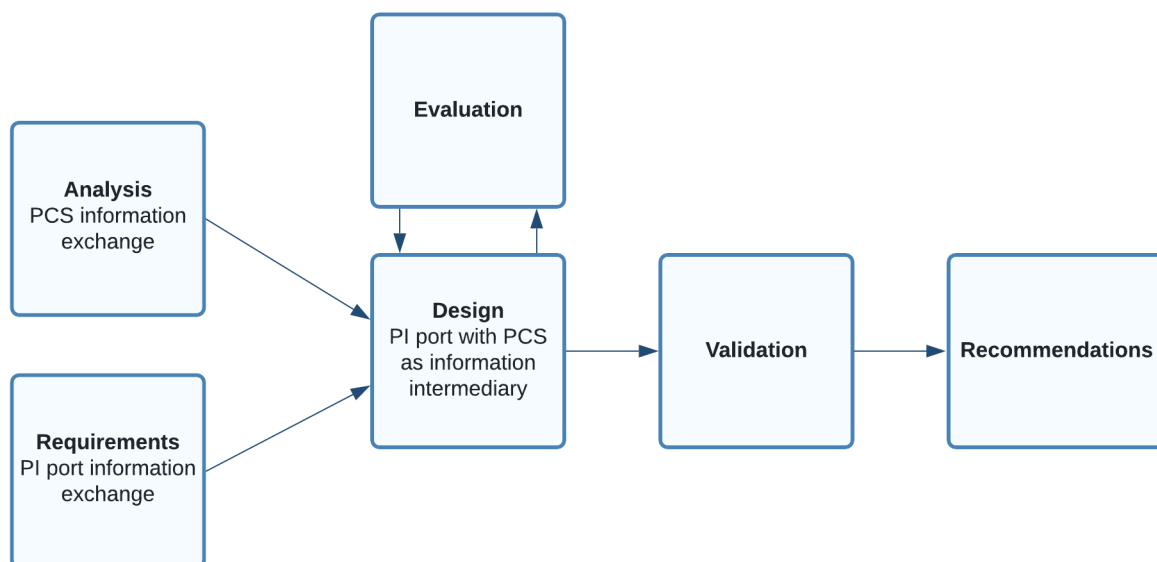 Evaluation
Analysis
PCS information
exchange
Design
PI port with PCS
as information
intermediary
Validation
Recommendations
Requirements
PI port information
exchange